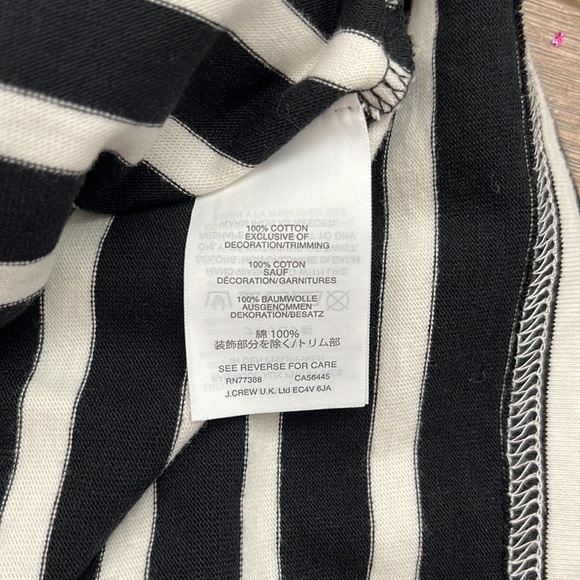 100% COTTON
EXCLUSIVE OF
DECORATION/TRIMMING
100% COTON
SAUF
DÉCORATION/GARNITURES
100% BAUMWOLLE
AUSGENOMMEN
DEKORATION/BESATZ
綿 100%
装飾部分を除く/トリム部
SEE REVERSE FOR CARE
RN77388 CA56445
J.CREW U.K. Ltd EC4V 6JA